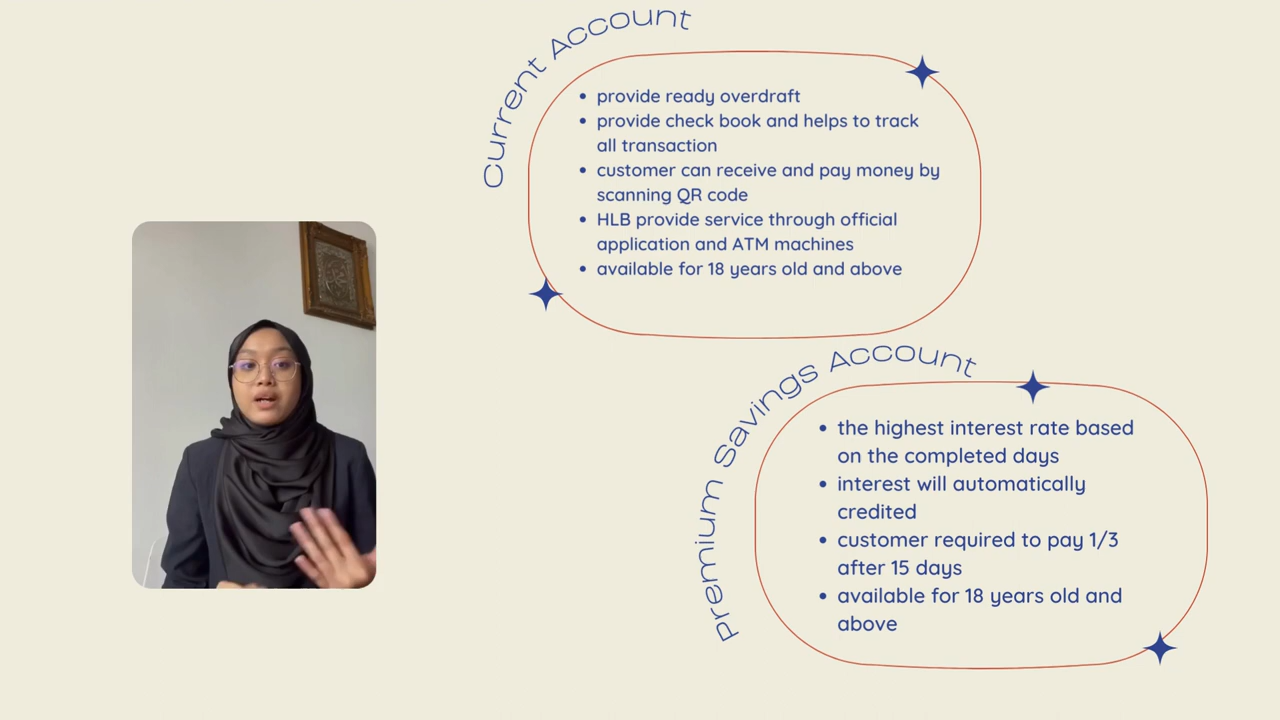 Current Account
provide ready overdraft
provide check book and helps to track
all transaction
customer can receive and pay money by
scanning QR code
HLB provide service through official
application and ATM machines
available for 18 years old and above
Premium Savings Account
the highest interest rate based
on the completed days
interest will automatically
credited
customer required to pay 1/3
after 15 days
available for 18 years old and
above